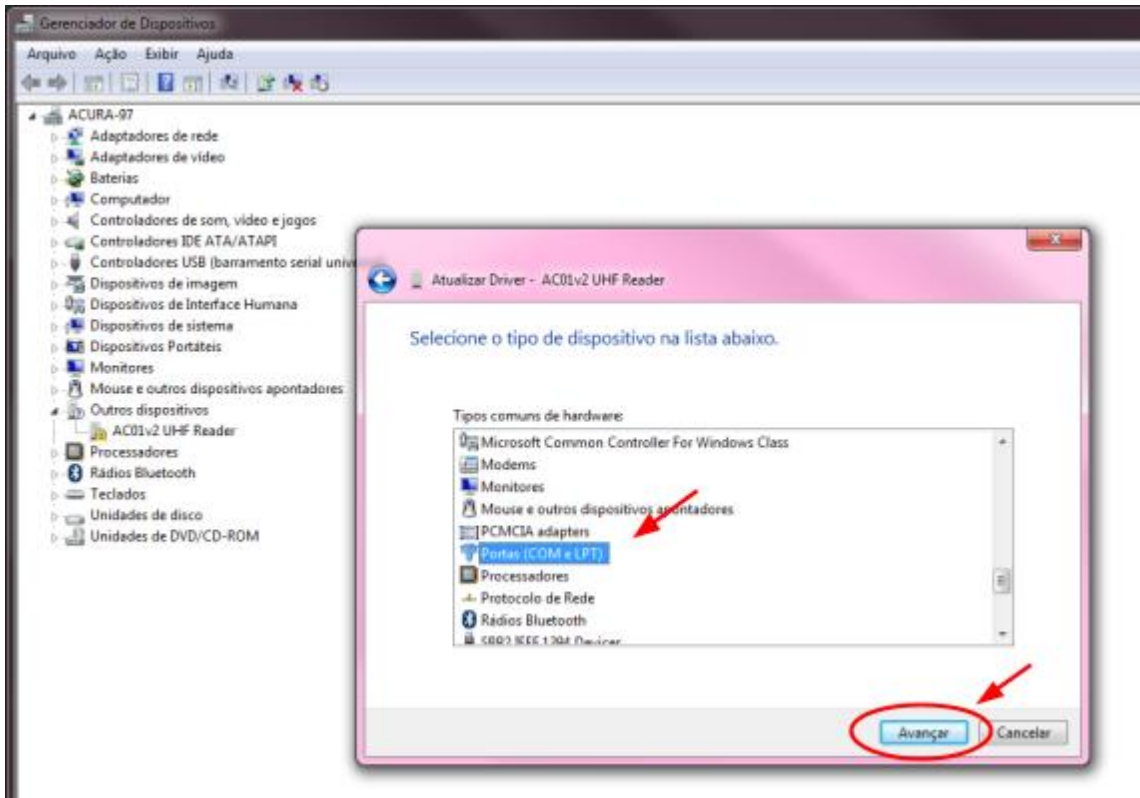 Gerenciador de Dispositivos
Arquivo Ação Exibir Ajuda
ACURA-97
Adaptadores de rede
Adaptadores de vídeo
Baterias
Computador
Controladores de som, vídeo e jogos
Controladores IDE ATA/ATAPI
Controladores USB (barramento serial univ
Dispositivos de imagem
Dispositivos de Interface Humana
Dispositivos de sistema
Dispositivos Portáteis
Monitores
Mouse e outros dispositivos apontadores
Outros dispositivos
AC01v2 UHF Reader
Processadores
Rádios Bluetooth
Teclados
Unidades de disco
Unidades de DVD/CD-ROM
Atualizar Driver - AC01v2 UHF Reader
Selecione o tipo de dispositivo na lista abaixo.
Tipos comuns de hardware:
Microsoft Common Controller For Windows Class
Modems
Monitores
Mouse e outros dispositivos apontadores
PCMCIA adapters
Portas (COM e LPT)
Processadores
Protocolo de Rede
Rádios Bluetooth
SBP2 IEEE 1394 Devices
Avançar Cancelar